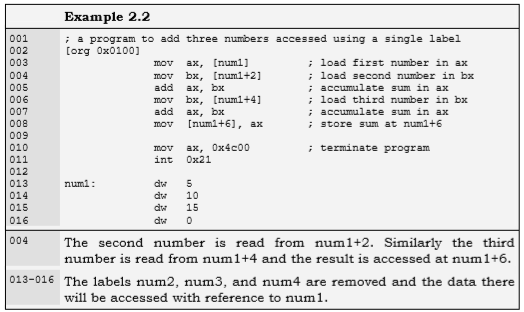 Example 2.2
001 ; a program to add three numbers accessed using a single label
002 [org 0x0100]
003 mov ax, [num1] ; load first number in ax
004 mov bx, [num1+2] ; load second number in bx
005 add ax, bx ; accumulate sum in ax
006 mov bx, [num1+4] ; load third number in bx
007 add ax, bx ; accumulate sum in ax
008 mov [num1+6], ax ; store sum at num1+6
009
010 mov ax, 0x4c00 ; terminate program
011 int 0x21
012
013 num1: dw 5
014 dw 10
015 dw 15
016 dw 0
004 The second number is read from num1+2. Similarly the third
number is read from num1+4 and the result is accessed at num1+6.
013-016 The labels num2, num3, and num4 are removed and the data there
will be accessed with reference to num1.